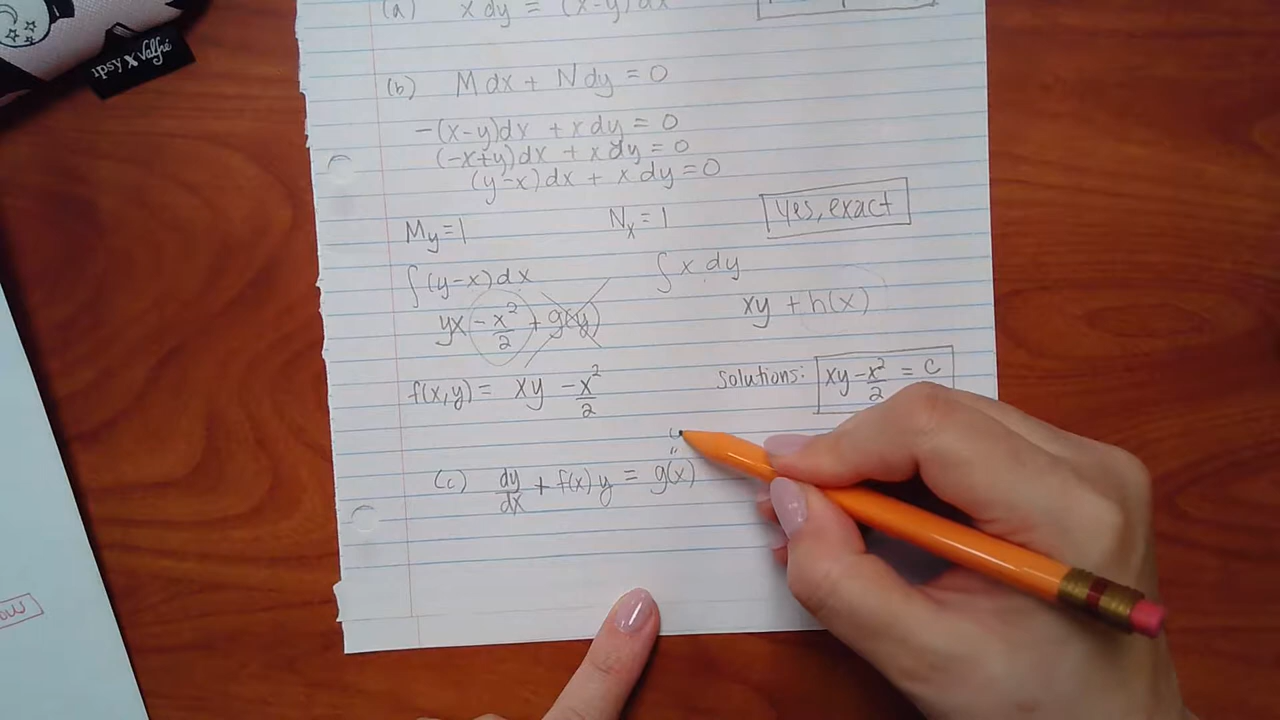 ipsy x Valfré
(a) x dy = (x-y) dx
(b) M dx + N dy = 0
-(x-y)dx + x dy = 0
(-x+y)dx + x dy = 0
(y-x)dx + x dy = 0
My=1 Nx = 1 yes, exact
∫(y-x)dx ∫ x dy
yx - x²/2 + g(y) xy + h(x)
f(x,y) = xy - x²/2 solutions: xy - x²/2 = C
"
(c) dy/dx + f(x) y = g(x)